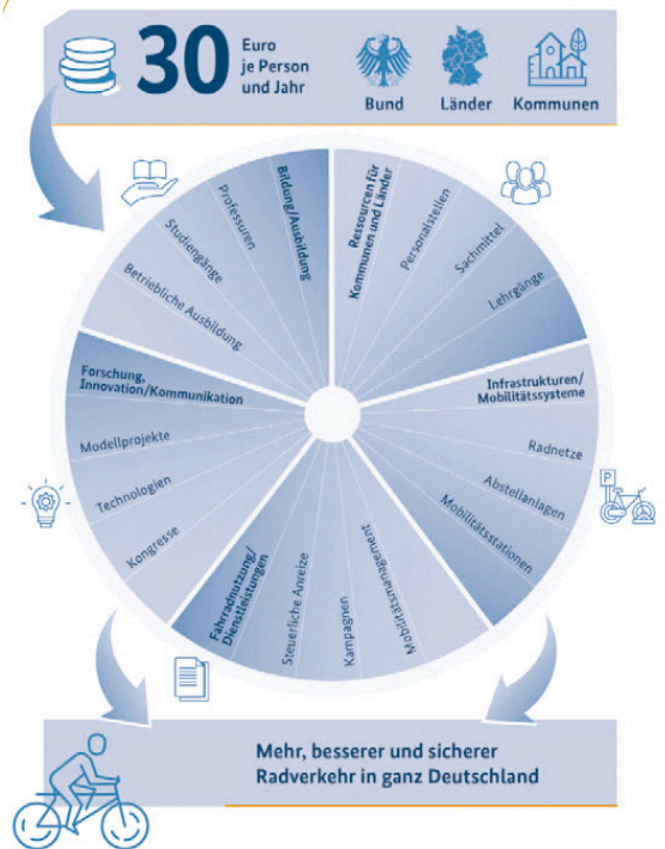 30
Euro
je Person
und Jahr
Bund
Länder
Kommunen
Ressourcen für
Kommunen und Länder
Personalstellen
Sachmittel
Lehrgänge
Infrastrukturen/
Mobilitätssysteme
Radnetze
Abstellanlagen
Mobilitätsstationen
Mobilitätsmanagement
Kampagnen
Steuerliche Anreize
Fahrradnutzung/
Dienstleistungen
Kongresse
Technologien
Modellprojekte
Forschung,
Innovation/Kommunikation
Betriebliche Ausbildung
Studiengänge
Professuren
Bildung/Ausbildung
P
Mehr, besserer und sicherer
Radverkehr in ganz Deutschland